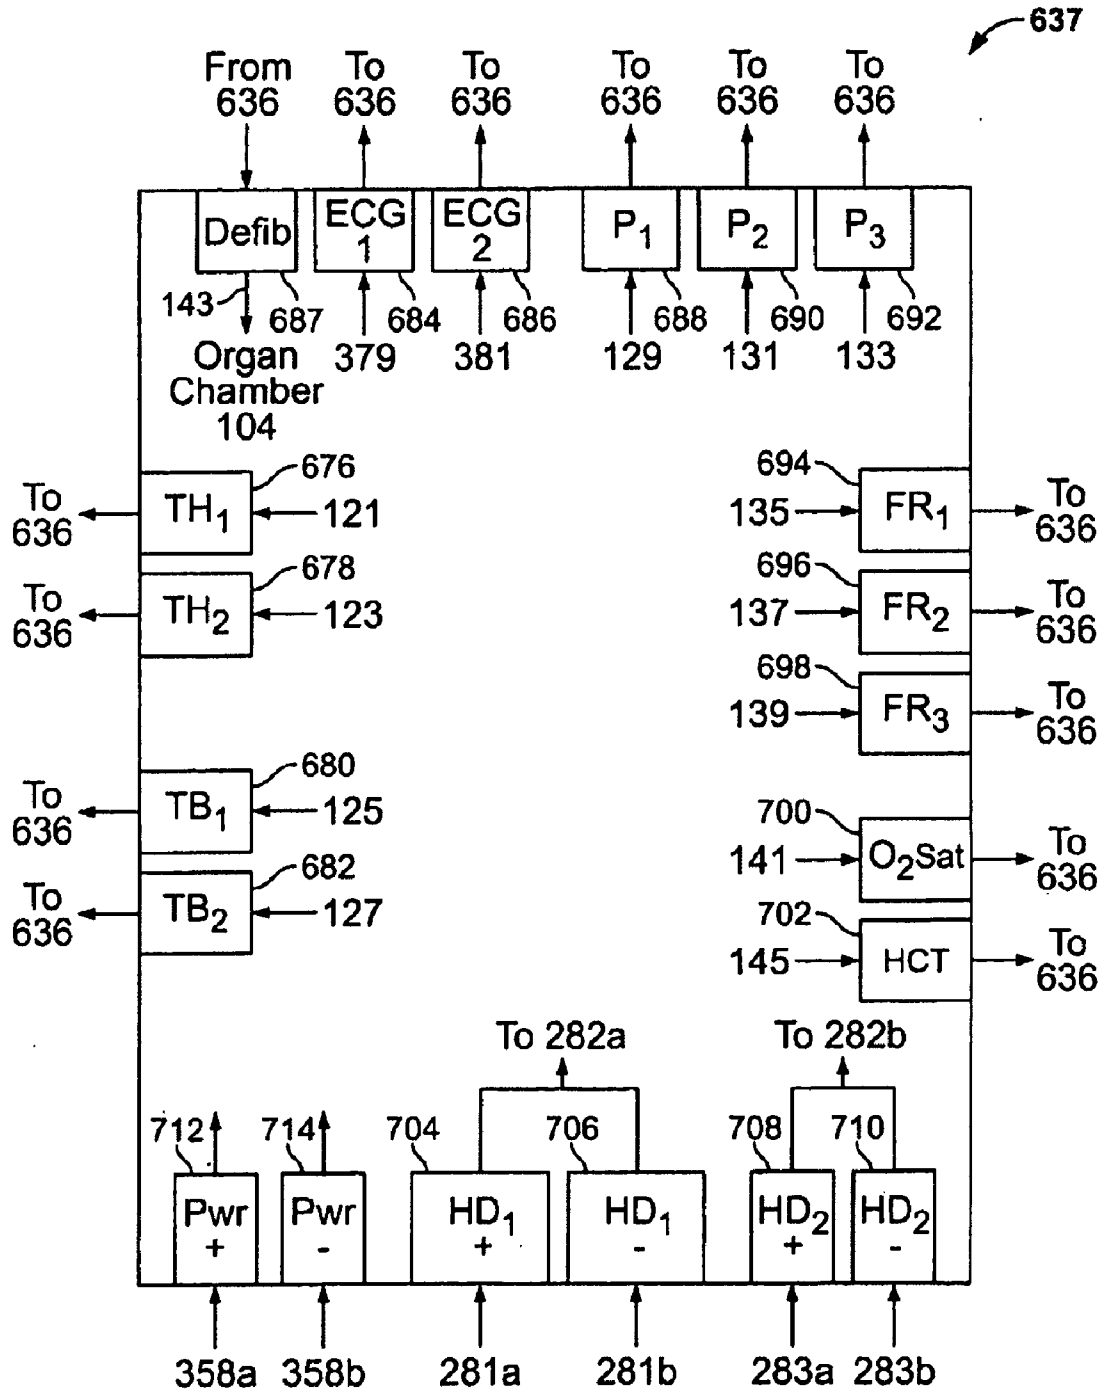 637
From To To To To To
636 636 636 636 636 636
Defib ECG 1 ECG 2 P1 P2 P3
143 687 684 686 688 690 692
Organ Chamber 104 379 381 129 131 133
676 694
To 636 TH1 121 135 FR1 To 636
678 696
To 636 TH2 123 137 FR2 To 636
698
139 FR3 To 636
680
To 636 TB1 125
700
141 O2Sat To 636
682
To 636 TB2 127
702
145 HCT To 636
To 282a To 282b
712 714 704 706 708 710
Pwr Pwr HD1 HD1 HD2 HD2
+ - + - + -
358a 358b 281a 281b 283a 283b